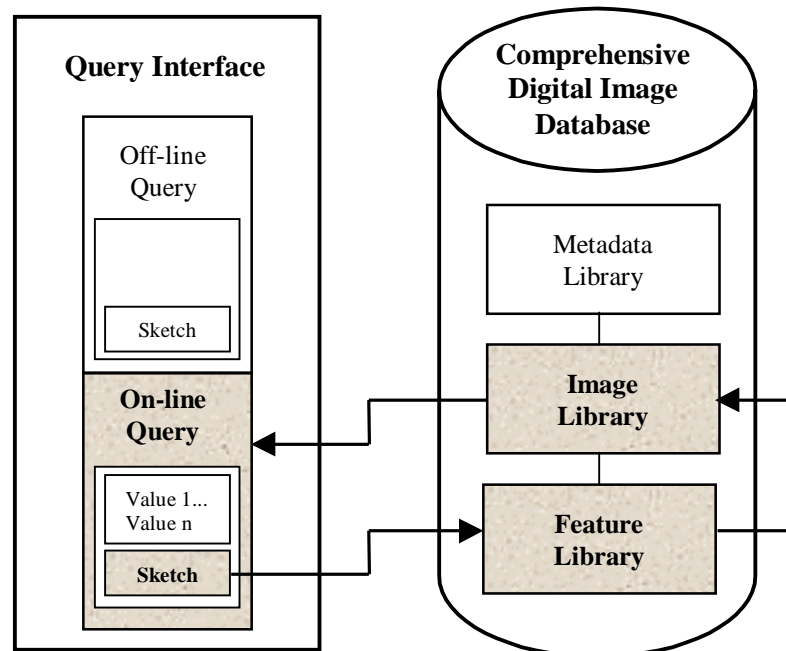 Query Interface
Off-line
Query
Sketch
On-line
Query
Value 1...
Value n
Sketch
Comprehensive
Digital Image
Database
Metadata
Library
Image
Library
Feature
Library